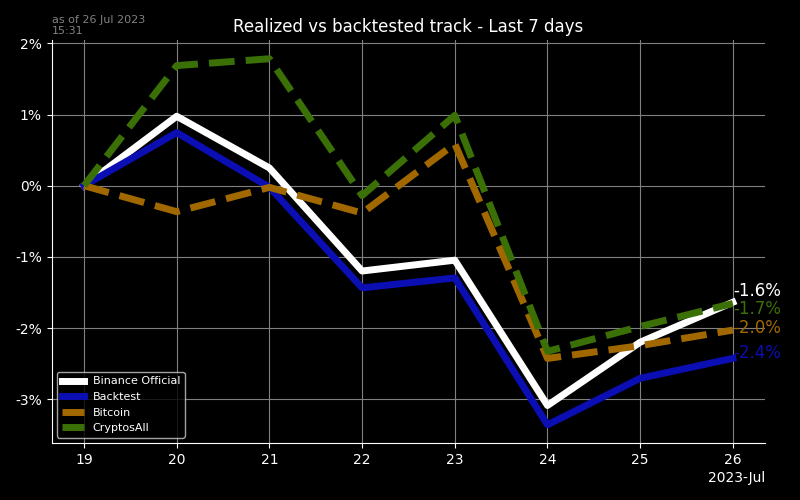 as of 26 Jul 2023
15:31
Realized vs backtested track - Last 7 days
2%
1%
0%
-1%
-2%
-3%
-1.6%
-1.7%
-2.0%
-2.4%
Binance Official
Backtest
Bitcoin
CryptosAll
19 20 21 22 23 24 25 26
2023-Jul